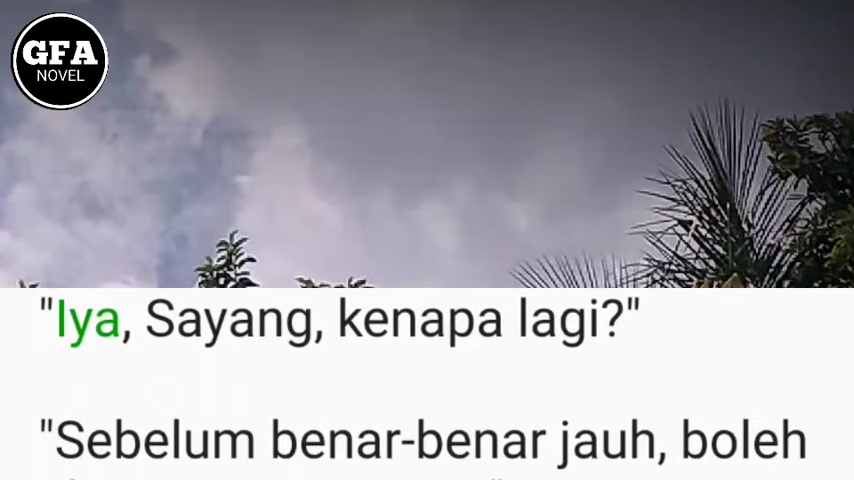 GFA
NOVEL
"Iya, Sayang, kenapa lagi?"
"Sebelum benar-benar jauh, boleh